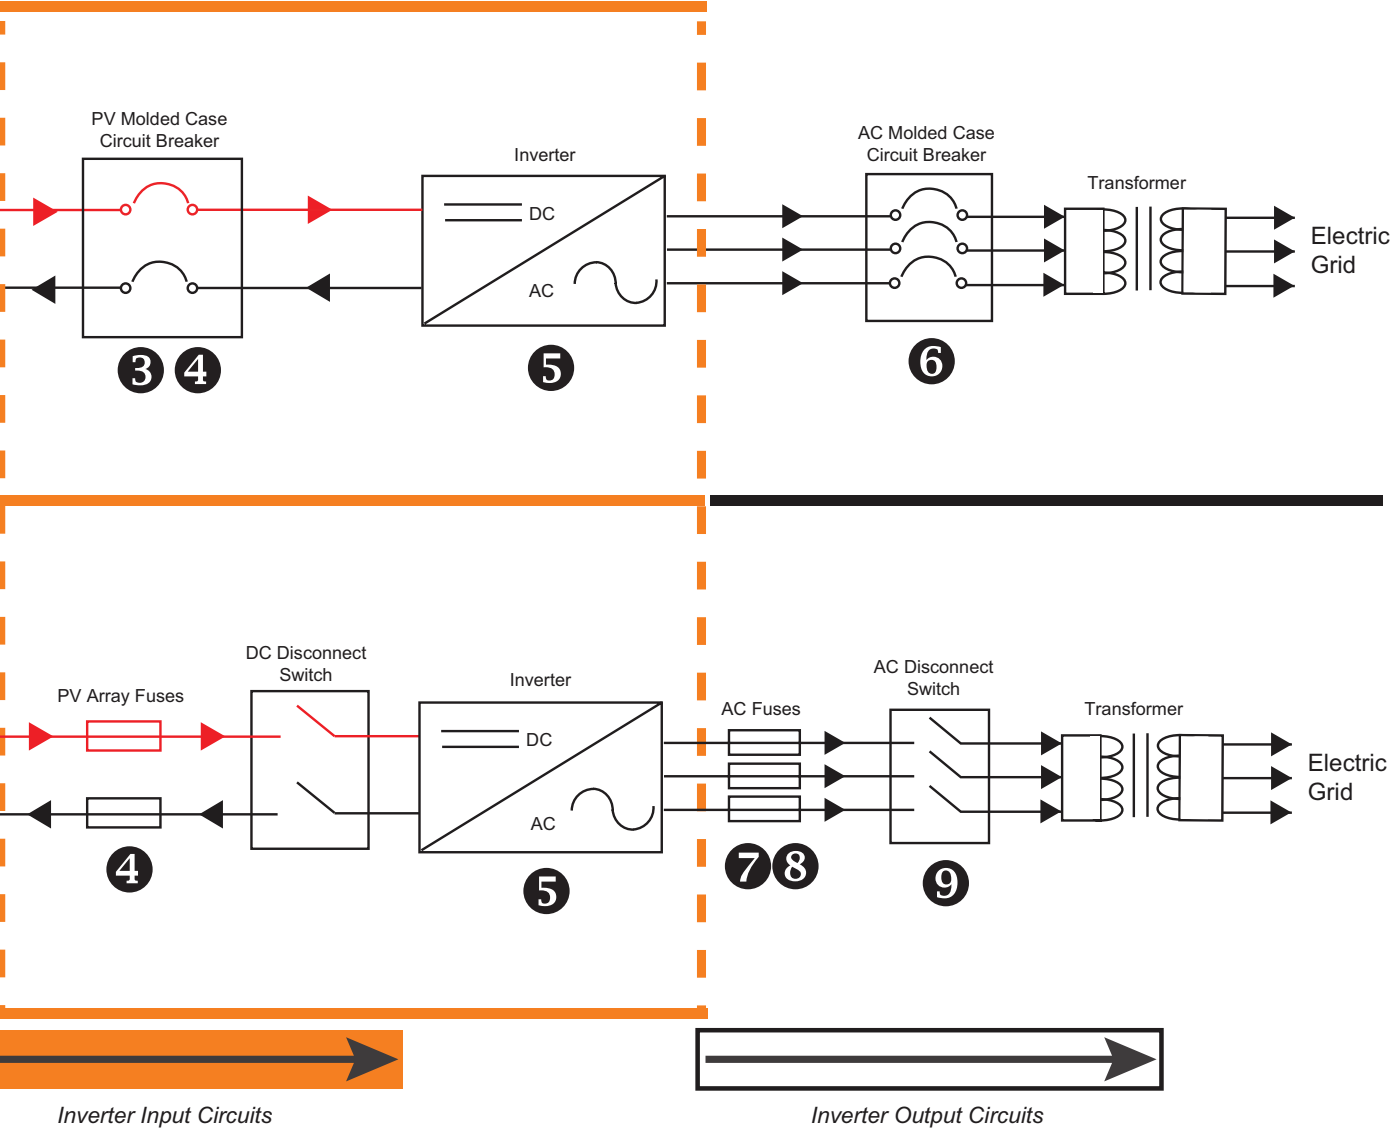 PV Molded Case
Circuit Breaker
Inverter
DC
AC
AC Molded Case
Circuit Breaker
Transformer
Electric
Grid
3 4
5
6
DC Disconnect
Switch
PV Array Fuses
Inverter
DC
AC
AC Fuses
AC Disconnect
Switch
Transformer
Electric
Grid
4
5
7 8
9
Inverter Input Circuits
Inverter Output Circuits